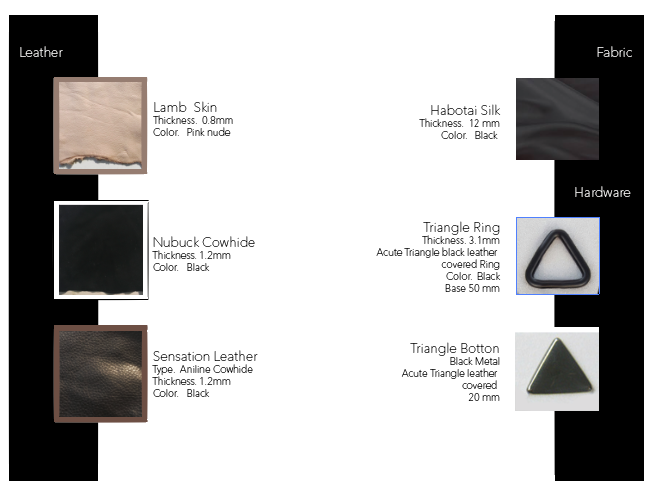 Leather
Lamb Skin
Thickness. 0.8mm
Color. Pink nude
Nubuck Cowhide
Thickness. 1.2mm
Color. Black
Sensation Leather
Type. Aniline Cowhide
Thickness. 1.2mm
Color. Black
Fabric
Habotai Silk
Thickness. 12 mm
Color. Black
Hardware
Triangle Ring
Thickness. 3.1mm
Acute Triangle black leather
covered Ring
Color. Black
Base 50 mm
Triangle Botton
Black Metal
Acute Triangle leather
covered
20 mm